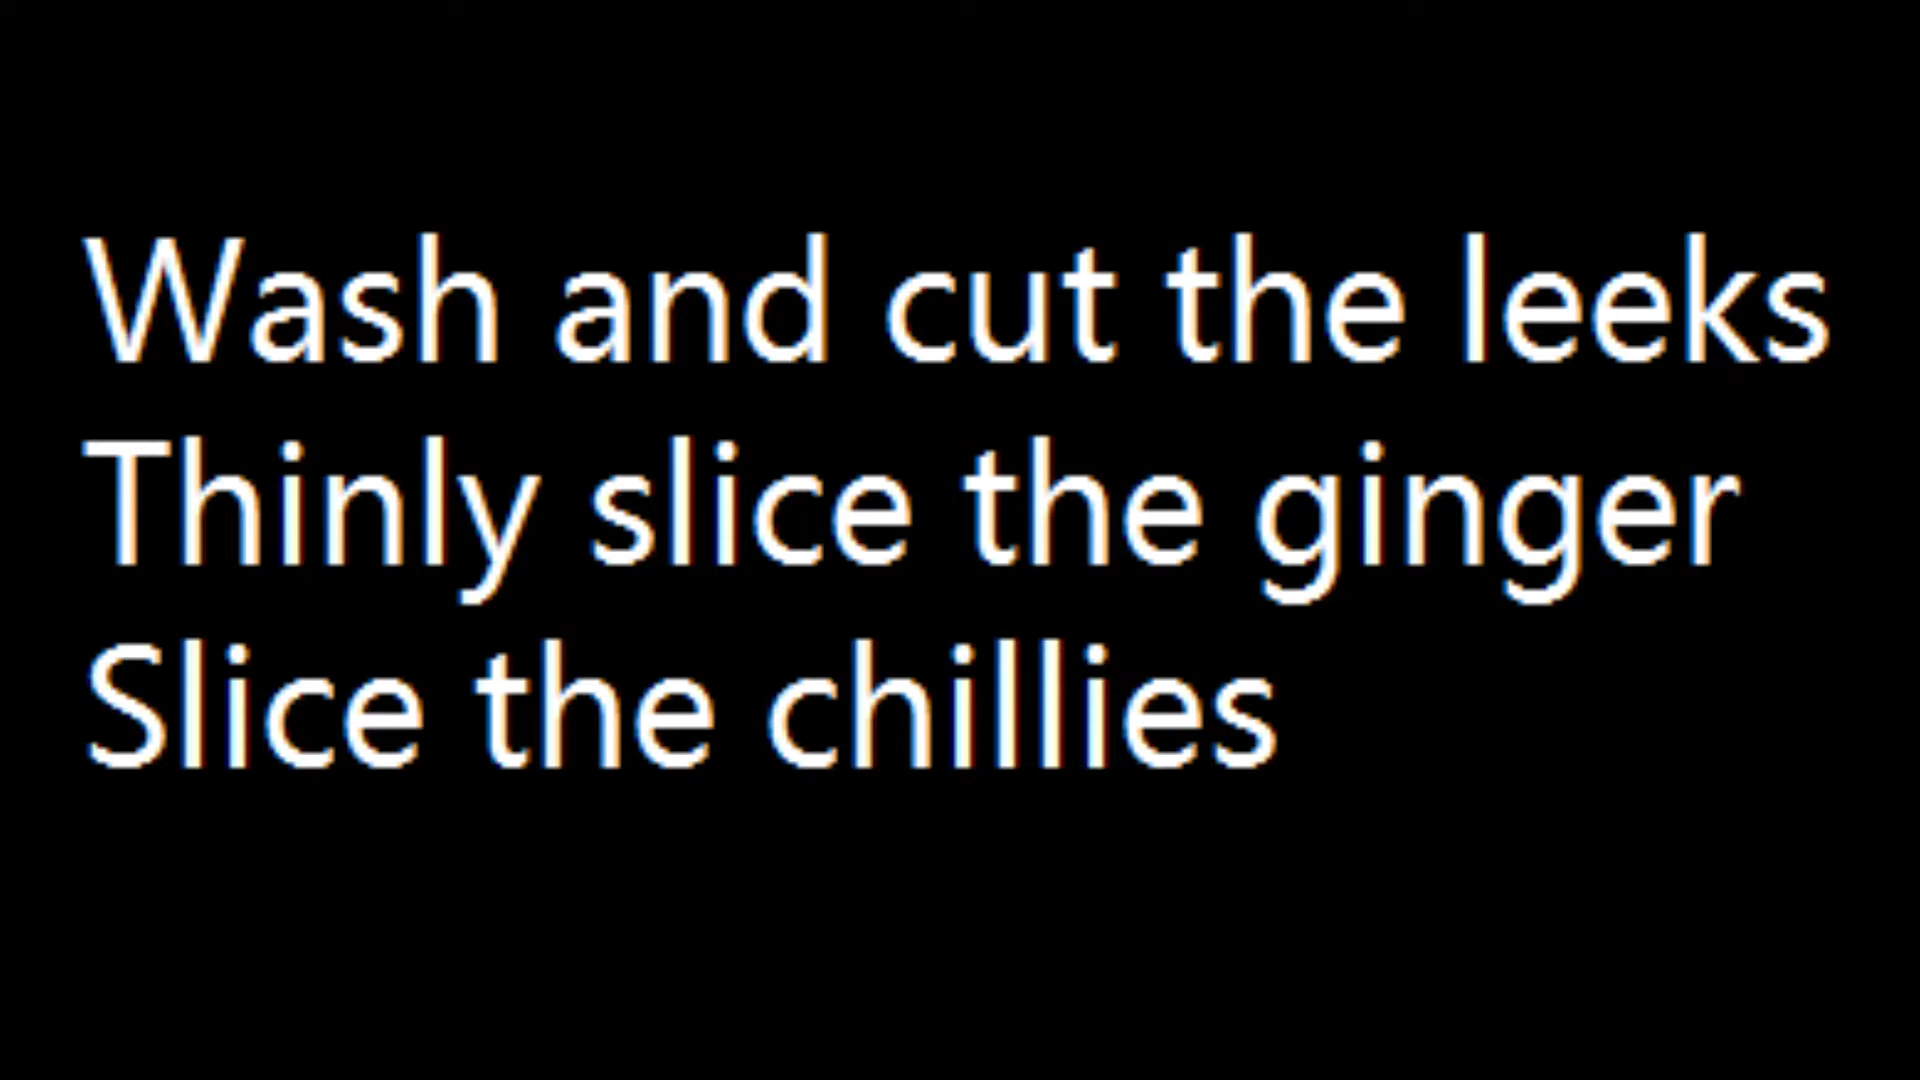 Wash and cut the leeks
Thinly slice the ginger
Slice the chillies